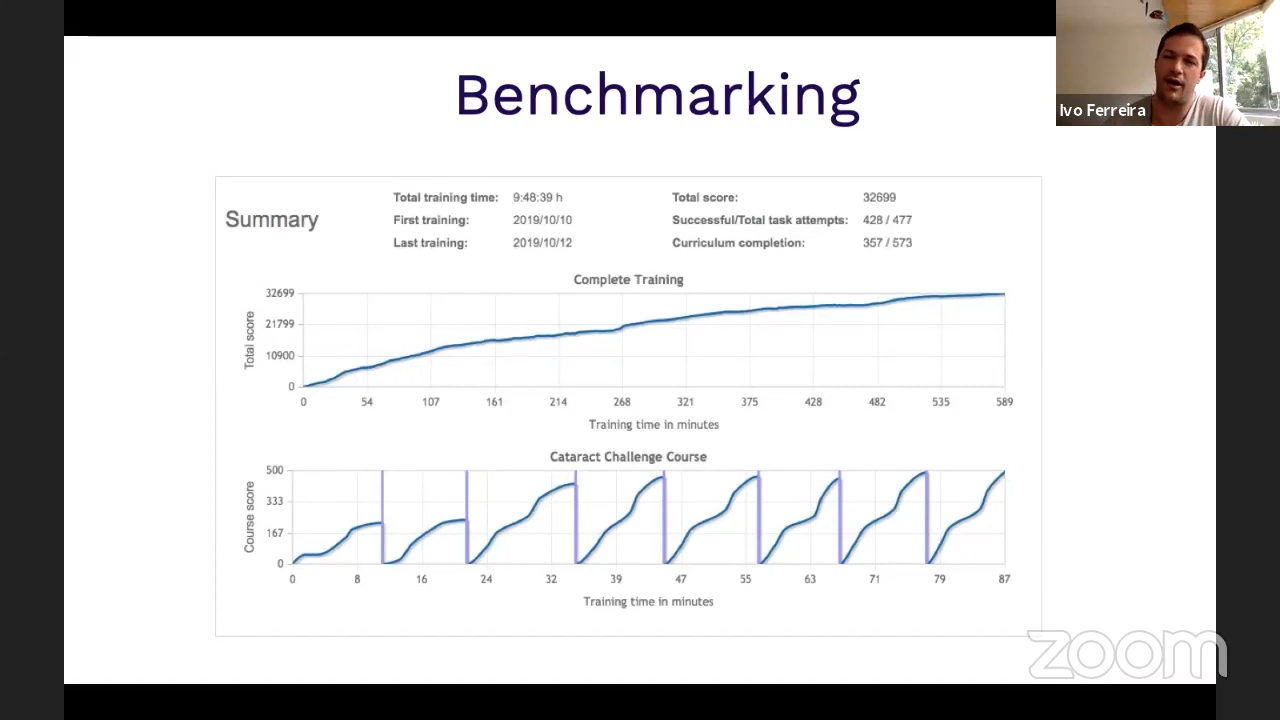 Benchmarking
Ivo Ferreira
Summary
Total training time: 9:48:39 h
First training: 2019/10/10
Last training: 2019/10/12
Total score: 32699
Successful/Total task attempts: 428 / 477
Curriculum completion: 357 / 573
Complete Training
Total score
32699
21799
10900
0
0 54 107 161 214 268 321 375 428 482 535 589
Training time in minutes
Cataract Challenge Course
Course score
500
333
167
0
0 8 16 24 32 39 47 55 63 71 79 87
Training time in minutes
zoom